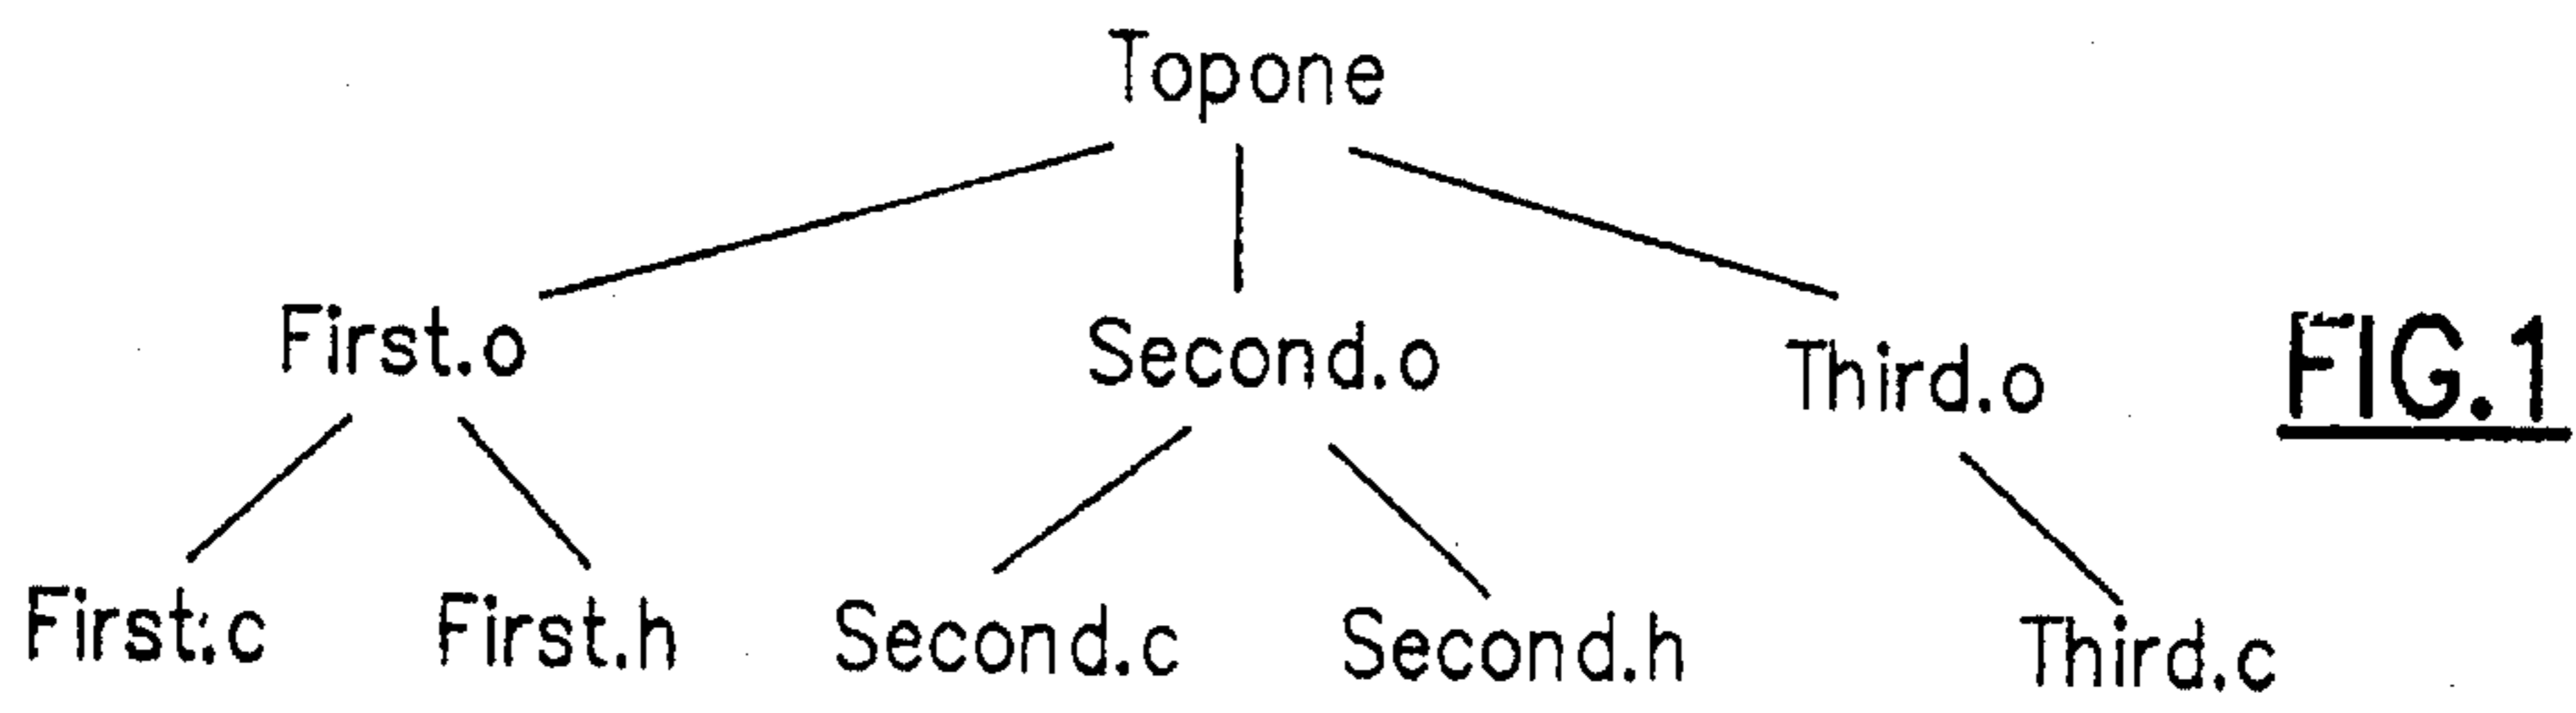 Topone
First.o Second.o Third.o FIG.1
First.c First.h Second.c Second.h Third.c